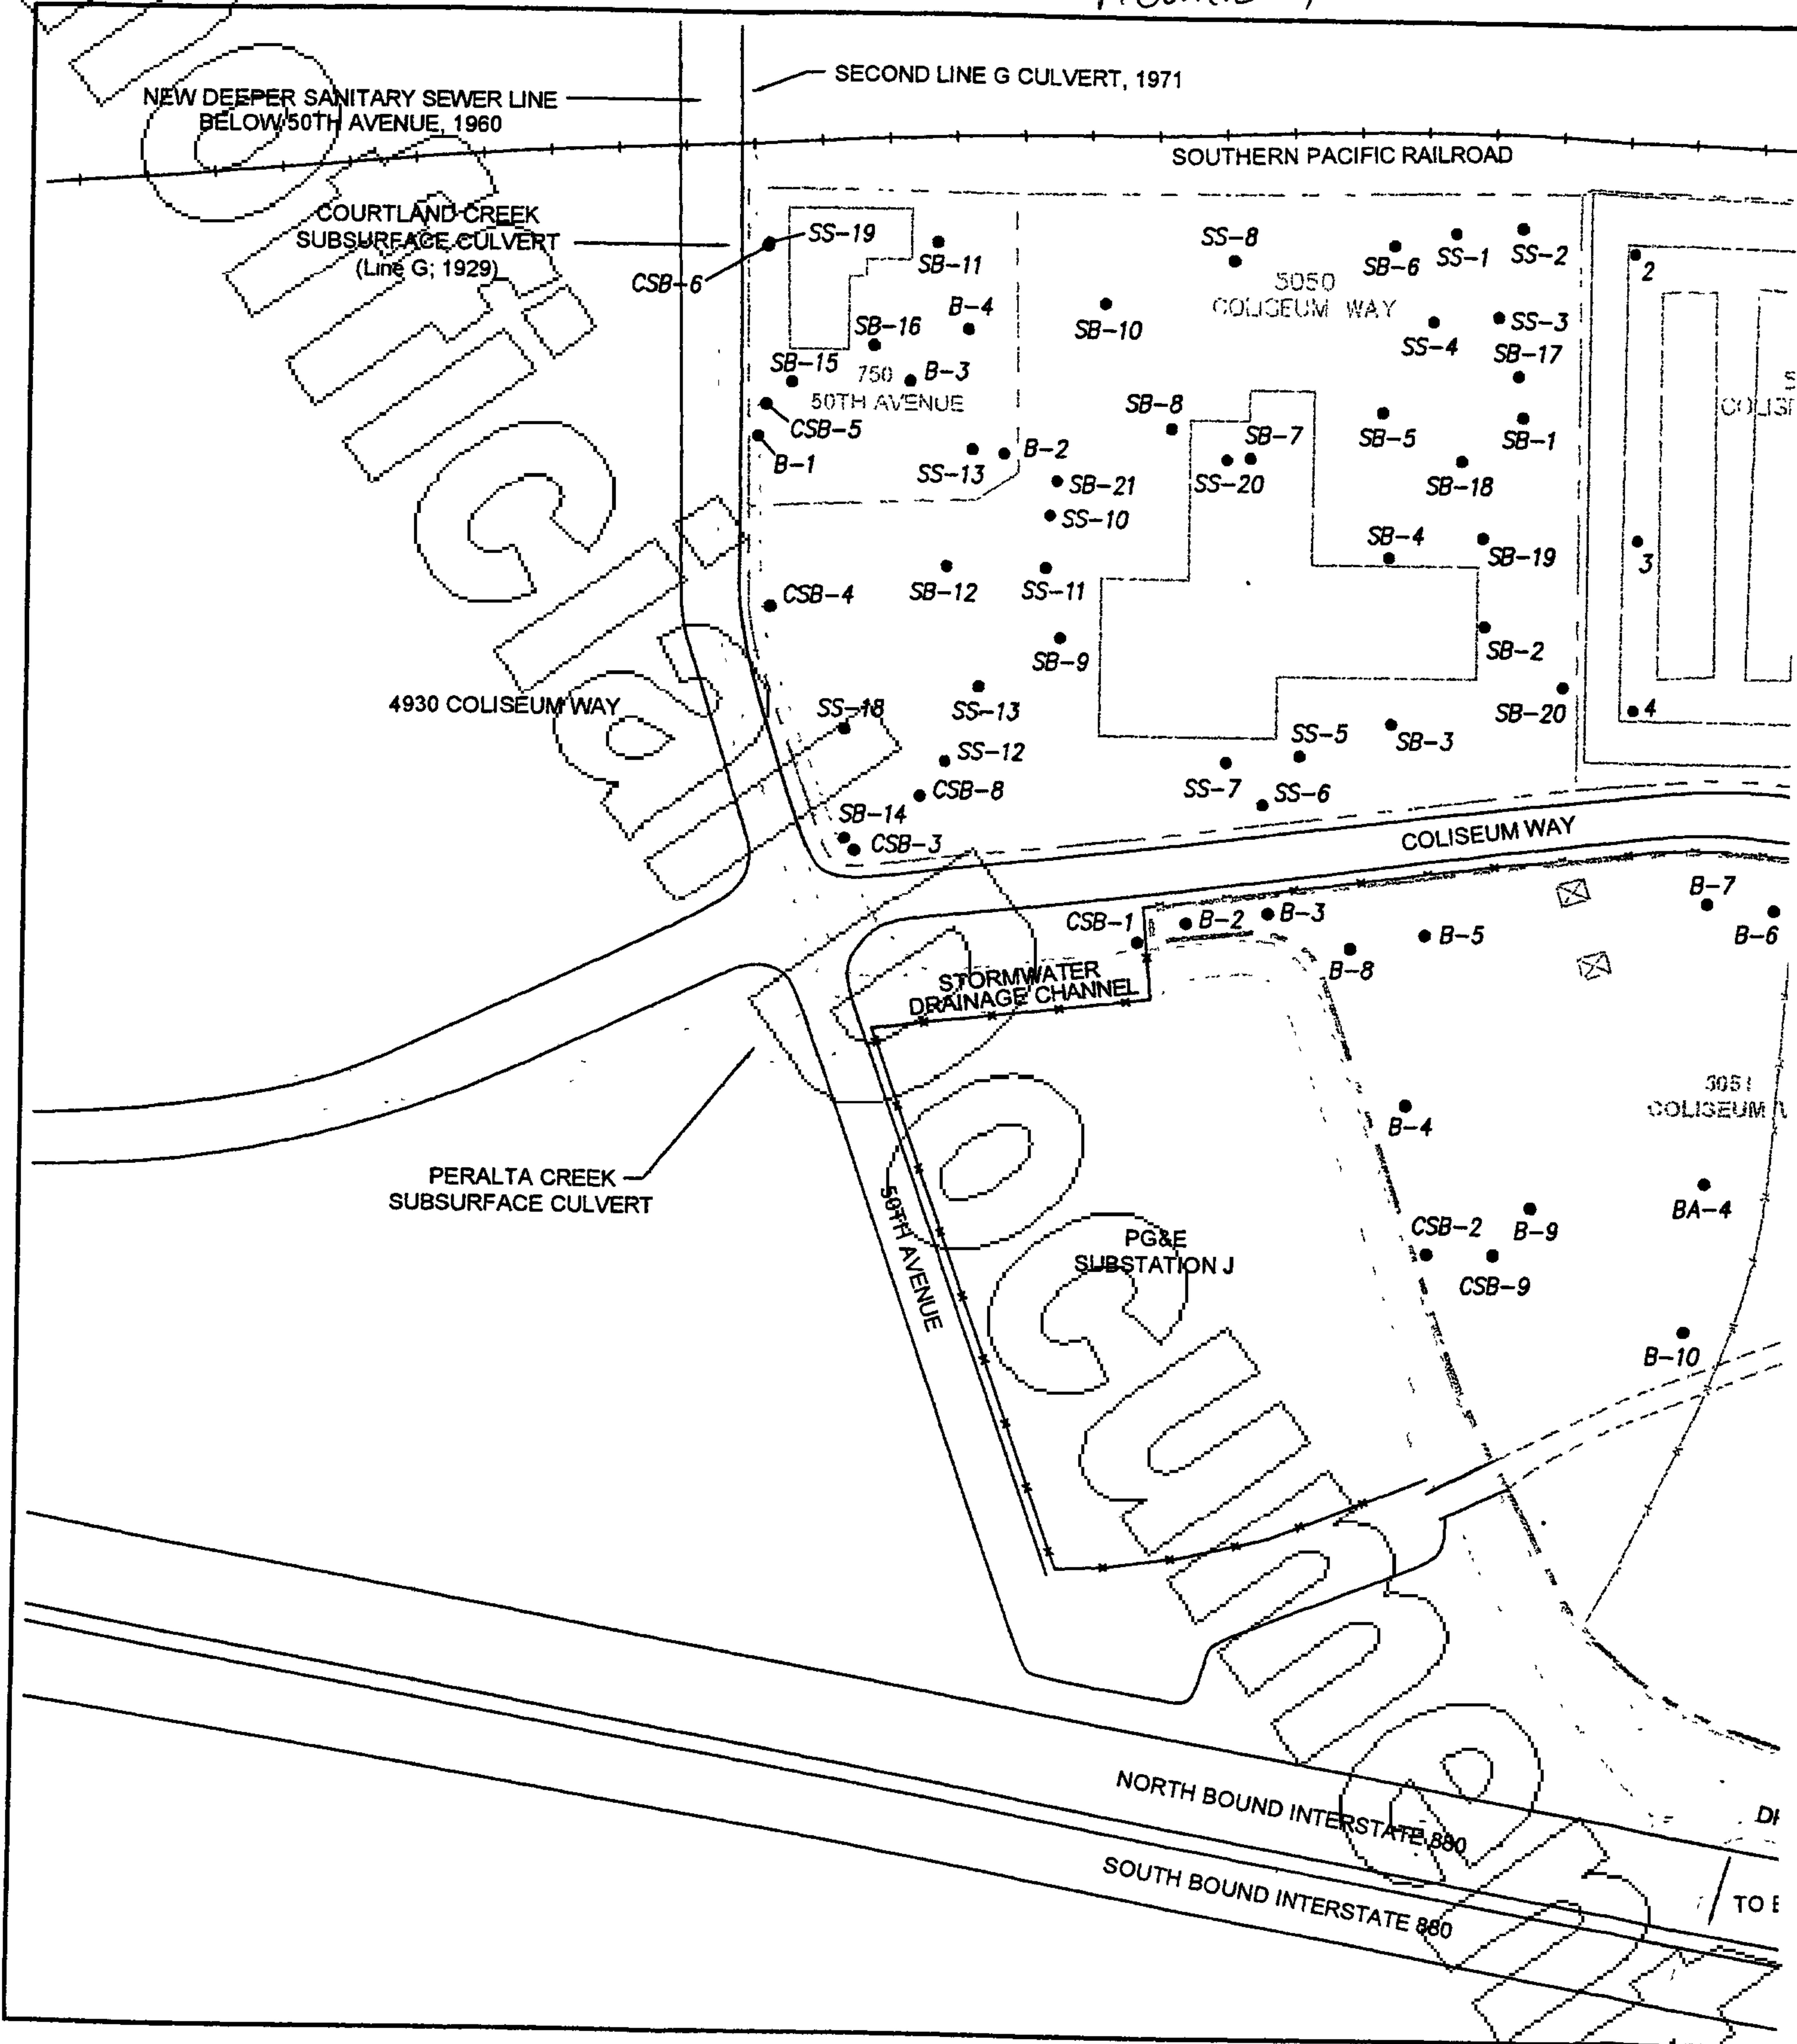 SECOND LINE G CULVERT, 1971
NEW DEEPER SANITARY SEWER LINE
BELOW 50TH AVENUE, 1960
SOUTHERN PACIFIC RAILROAD
COURTLAND CREEK
SUBSURFACE CULVERT
(Line G; 1929)
SS-19
CSB-6
SB-11
SS-8
SB-6
SS-1
SS-2
2
5050
COLISEUM WAY
B-4
SB-16
SB-10
SS-3
SS-4
SB-17
SB-15
750
50TH AVENUE
B-3
CSB-5
B-1
SB-8
SB-7
SB-5
SB-1
SS-13
B-2
SB-21
SS-20
SB-18
SS-10
SB-4
SB-19
3
SB-12
SS-11
CSB-4
SB-9
SB-2
4930 COLISEUM WAY
SS-18
SS-13
SB-20
4
SS-5
SB-3
SS-12
SS-7
SS-6
CSB-8
SB-14
CSB-3
COLISEUM WAY
CSB-1
B-2
B-3
B-5
B-7
B-6
B-8
STORMWATER
DRAINAGE CHANNEL
5051
COLISEUM
B-4
PERALTA CREEK
SUBSURFACE CULVERT
50TH AVENUE
BA-4
PG&E
SUBSTATION J
CSB-2
B-9
CSB-9
B-10
NORTH BOUND INTERSTATE 880
SOUTH BOUND INTERSTATE 880
TO
Unofficial Document